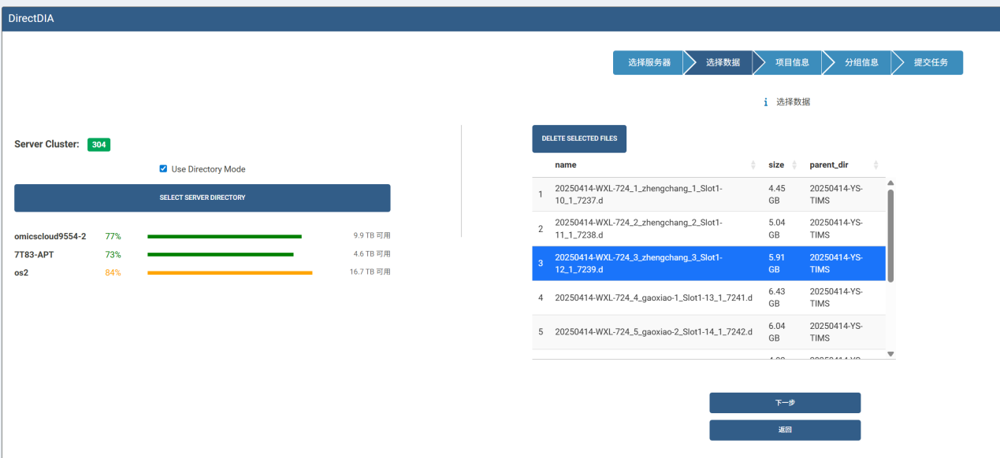 DirectDIA
选择服务器
选择数据
项目信息
分组信息
提交任务
i 选择数据
Server Cluster: 304
Use Directory Mode
SELECT SERVER DIRECTORY
omicscloud9554-2 77% 9.9 TB 可用
7T83-APT 73% 4.6 TB 可用
os2 84% 16.7 TB 可用
DELETE SELECTED FILES
name size parent_dir
1 20250414-WXL-724_1_zhengchang_1_Slot1- 4.45 20250414-YS-
10_1_7237.d GB TIMS
2 20250414-WXL-724_2_zhengchang_2_Slot1- 5.04 20250414-YS-
11_1_7238.d GB TIMS
3 20250414-WXL-724_3_zhengchang_3_Slot1- 5.91 20250414-YS-
12_1_7239.d GB TIMS
4 20250414-WXL-724_4_gaoxiao-1_Slot1-13_1_7241.d 6.43 20250414-YS-
GB TIMS
5 20250414-WXL-724_5_gaoxiao-2_Slot1-14_1_7242.d 6.04 20250414-YS-
GB TIMS
下一步
返回